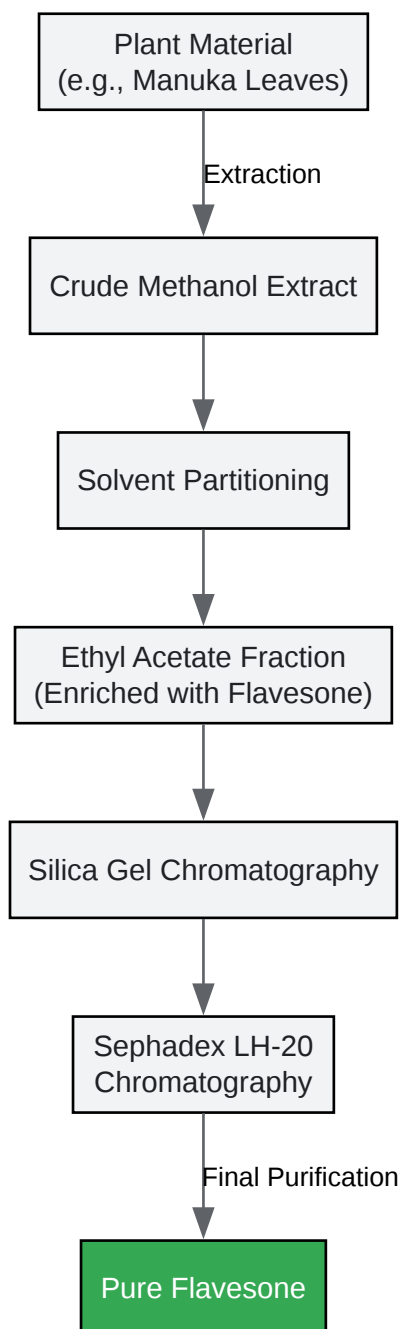 Plant Material
(e.g., Manuka Leaves)
Extraction
Crude Methanol Extract
Solvent Partitioning
Ethyl Acetate Fraction
(Enriched with Flavesone)
Silica Gel Chromatography
Sephadex LH-20
Chromatography
Final Purification
Pure Flavesone